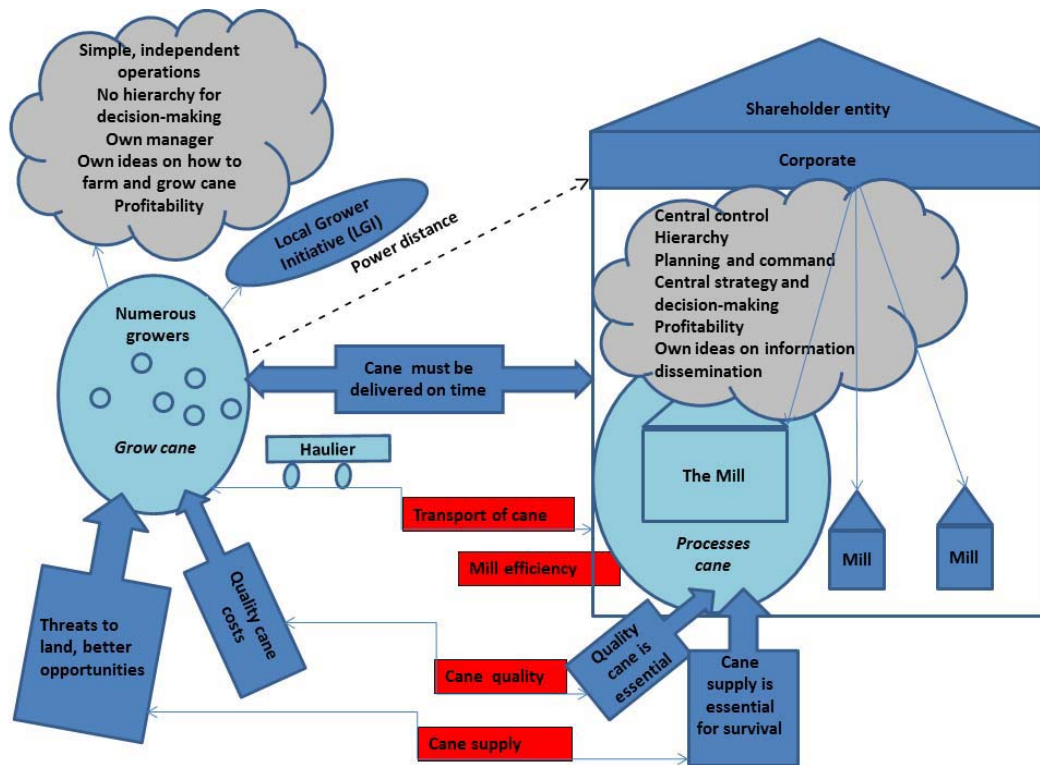 Simple, independent
operations
No hierarchy for
decision-making
Own manager
Own ideas on how to
farm and grow cane
Profitability
Local Grower
Initiative (LGI)
Power distance
Shareholder entity
Corporate
Central control
Hierarchy
Planning and command
Central strategy and
decision-making
Profitability
Own ideas on information
dissemination
Numerous
growers
Grow cane
Cane must be
delivered on time
Haulier
The Mill
Processes
cane
Mill
Mill
Transport of cane
Mill efficiency
Threats to
land, better
opportunities
Quality cane
costs
Cane quality
Quality
cane is
essential
Cane
supply is
essential
for survival
Cane supply